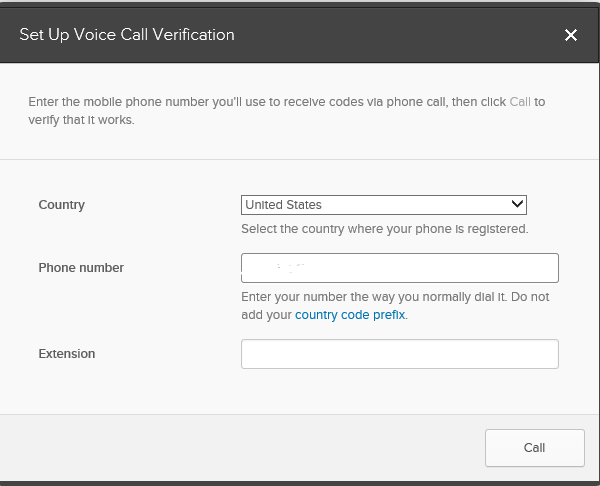 Set Up Voice Call Verification
Enter the mobile phone number you'll use to receive codes via phone call, then click Call to
verify that it works.
Country
United States
Select the country where your phone is registered.
Phone number
Enter your number the way you normally dial it. Do not
add your country code prefix.
Extension
Call